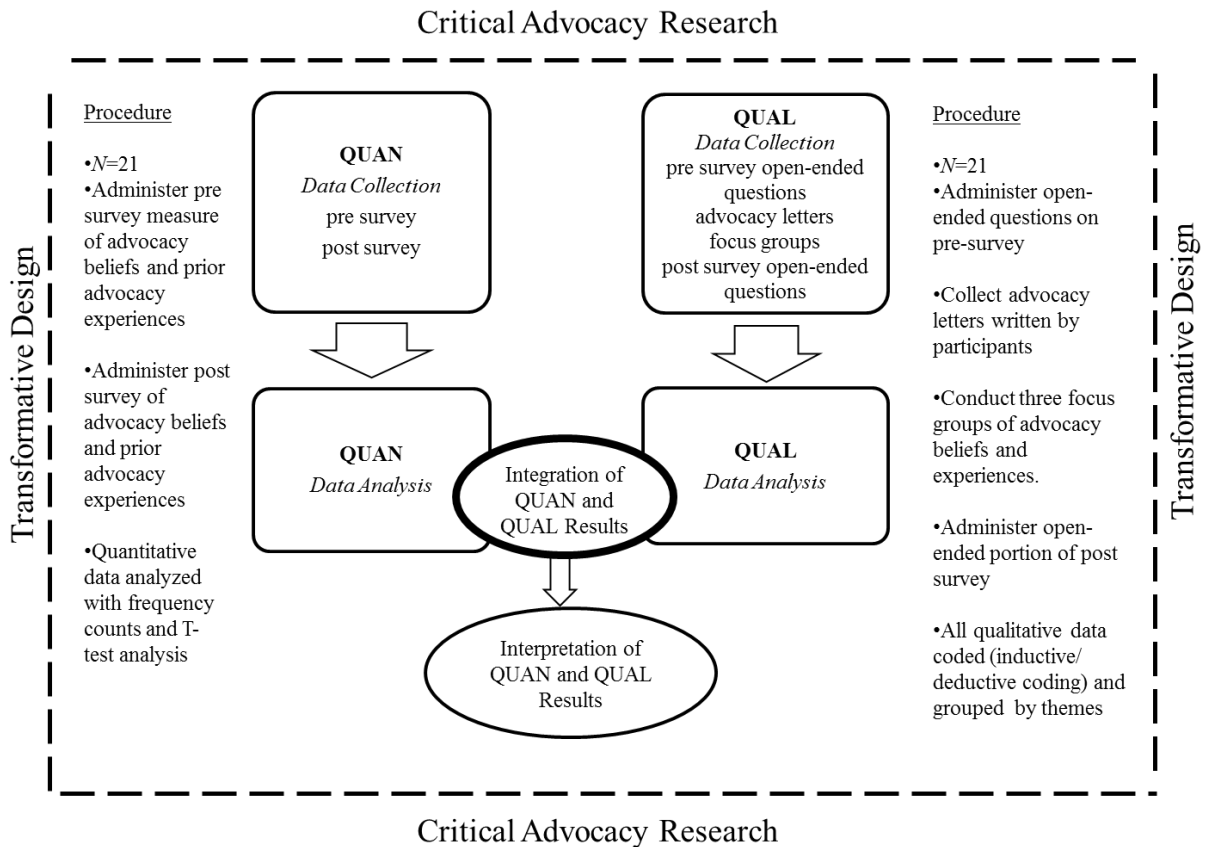 Critical Advocacy Research
Transformative Design
Procedure
•N=21
•Administer pre
survey measure
of advocacy
beliefs and prior
advocacy
experiences
•Administer post
survey of
advocacy beliefs
and prior
advocacy
experiences
•Quantitative
data analyzed
with frequency
counts and T-
test analysis
QUAN
Data Collection
pre survey
post survey
QUAL
Data Collection
pre survey open-ended
questions
advocacy letters
focus groups
post survey open-ended
questions
QUAN
Data Analysis
Integration of
QUAN and
QUAL Results
QUAL
Data Analysis
Interpretation of
QUAN and QUAL
Results
Procedure
•N=21
•Administer open-
ended questions on
pre-survey
•Collect advocacy
letters written by
participants
•Conduct three focus
groups of advocacy
beliefs and
experiences.
•Administer open-
ended portion of post
survey
•All qualitative data
coded (inductive/
deductive coding) and
grouped by themes
Transformative Design
Critical Advocacy Research